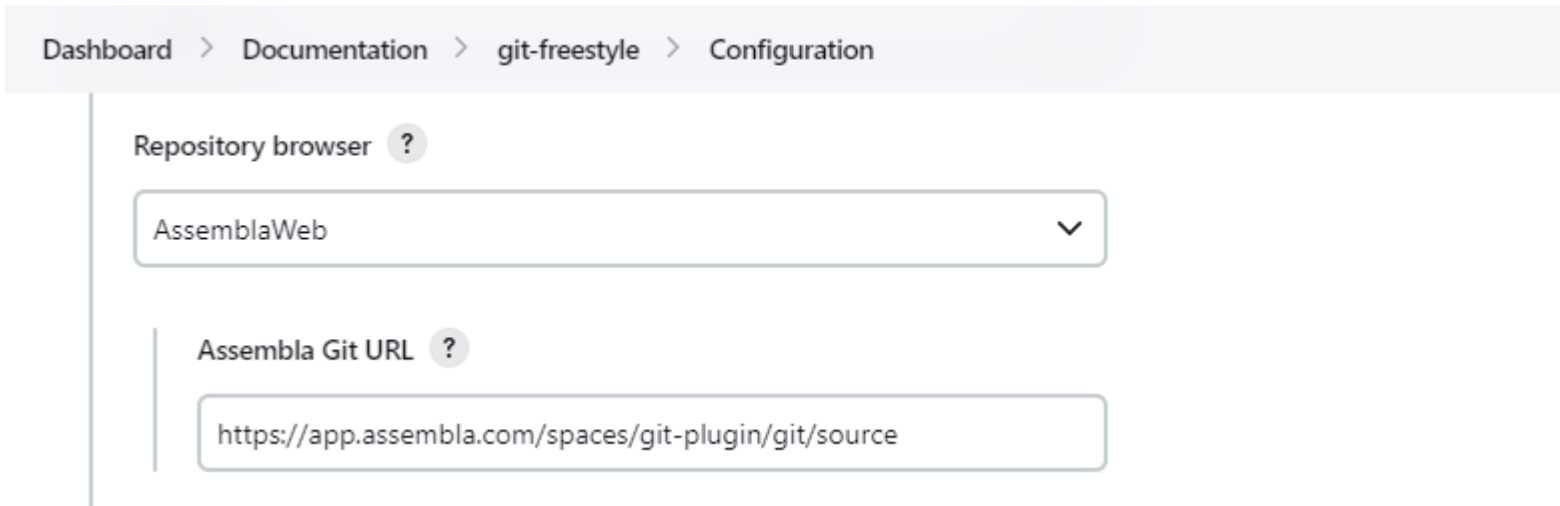 Dashboard > Documentation > git-freestyle > Configuration
Repository browser ?
AssemblaWeb
Assembla Git URL ?
https://app.assembla.com/spaces/git-plugin/git/source